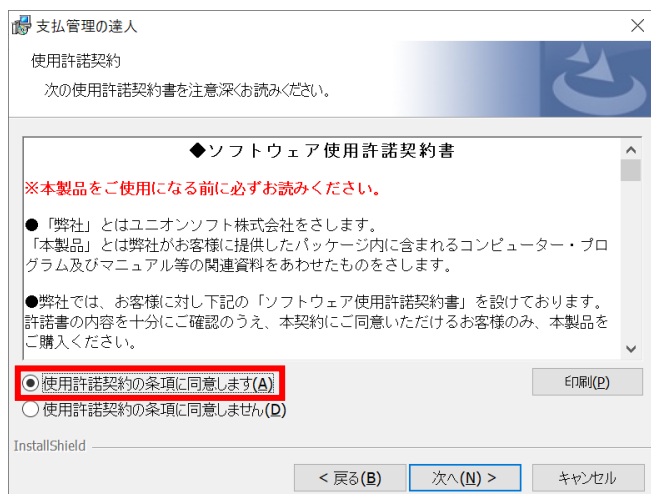 支払管理の達人
使用許諾契約
次の使用許諾契約書を注意深くお読みください。
◆ソフトウェア使用許諾契約書
※本製品をご使用になる前に必ずお読みください。
●「弊社」とはユニオンソフト株式会社をさします。
「本製品」とは弊社がお客様に提供したパッケージ内に含まれるコンピューター・プロ
グラム及びマニュアル等の関連資料をあわせたものをさします。
●弊社では、お客様に対し下記の「ソフトウェア使用許諾契約書」を設けております。
許諾書の内容を十分にご確認のうえ、本契約にご同意いただけるお客様のみ、本製品を
ご購入ください。
使用許諾契約の条項に同意します(A)
印刷(P)
使用許諾契約の条項に同意しません(D)
InstallShield
< 戻る(B)
次へ(N) >
キャンセル